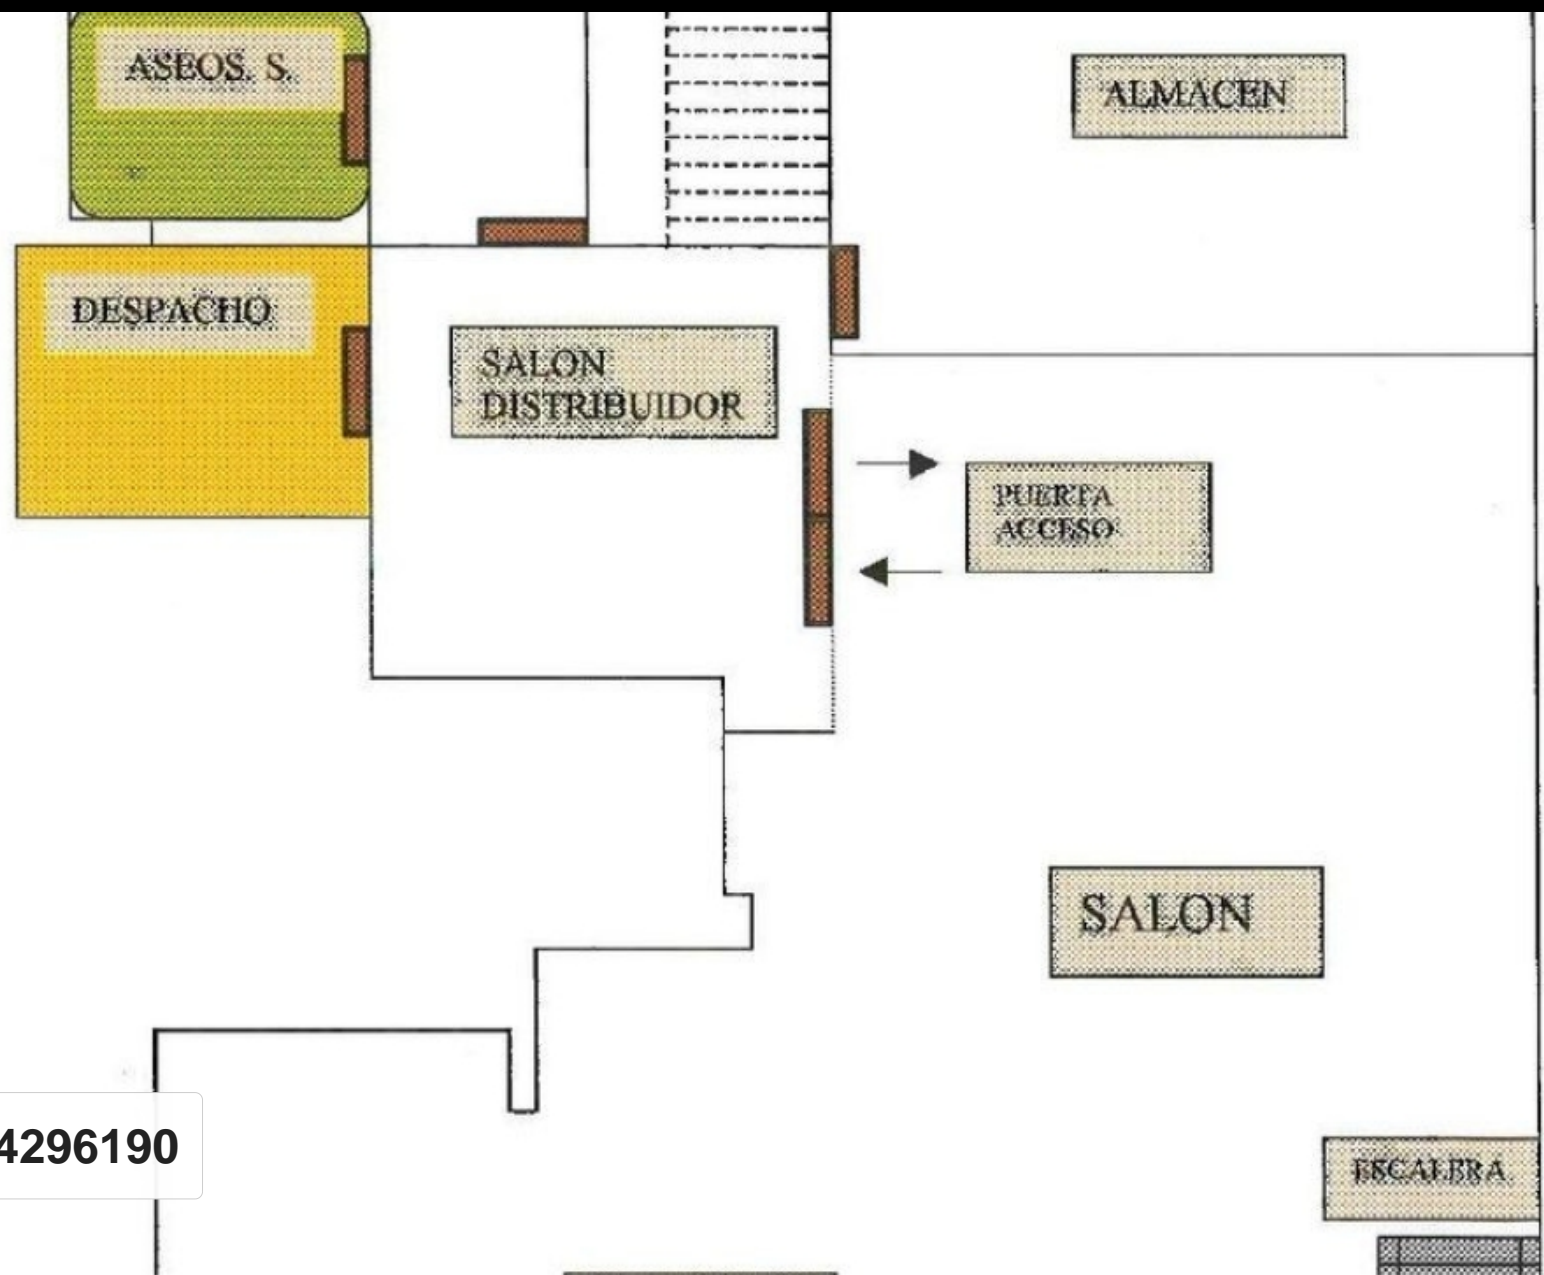 ASEOS. S.
ALMACEN
DESPACHO
SALON
DISTRIBUIDOR
PUERTA
ACCESO
SALON
ESCALERA
4296190